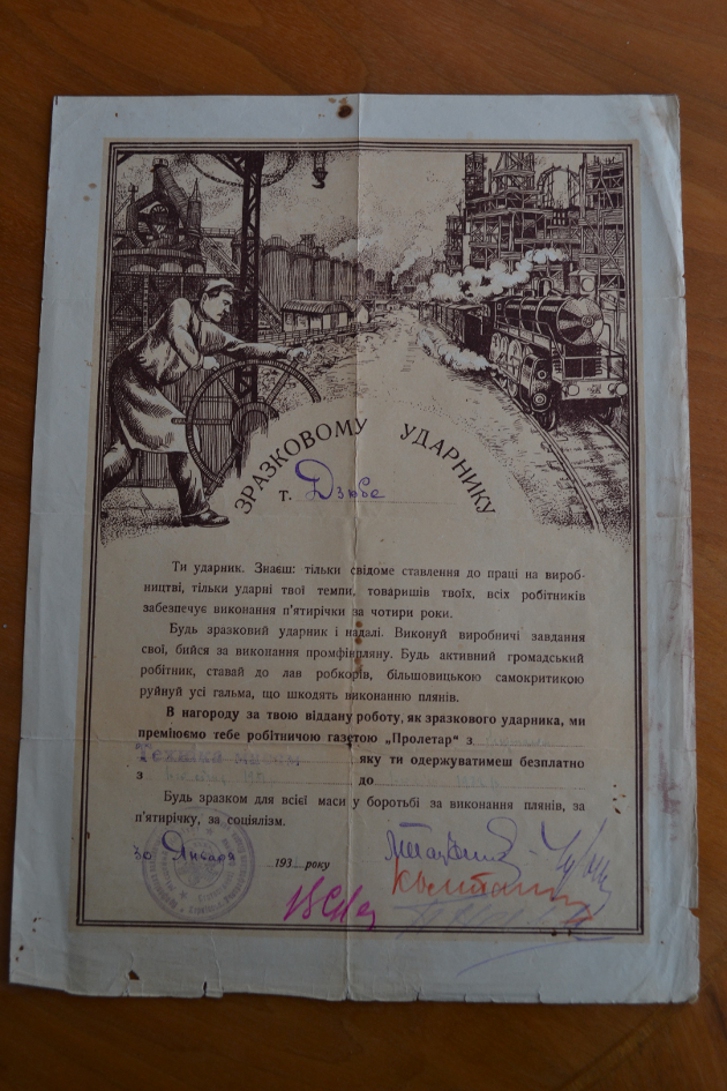 ЗРАЗКОВОМУ УДАРНИКУ
т. Дзюбе
Ти ударник. Знаєш: тільки свідоме ставлення до праці на вироб-
ництві, тільки ударні твої темпи, товаришів твоїх, всіх робітників
забезпечує виконання п'ятирічки за чотири роки.
Будь зразковий ударник і надалі. Виконуй виробничі завдання
свої, бийся за виконання промфінпляну. Будь активний громадський
робітник, ставай до лав робкорів, більшовицькою самокритикою
руйнуй усі гальма, що шкодять виконанню плянів.
В нагороду за твою віддану роботу, як зразкового ударника, ми
преміюємо тебе робітничою газетою „Пролетар“ з
Техніка яку ти одержуватимеш безплатно
з до
Будь зразком для всієї маси у боротьбі за виконання плянів, за
п'ятирічку, за соціялізм.
30 Января 193 року